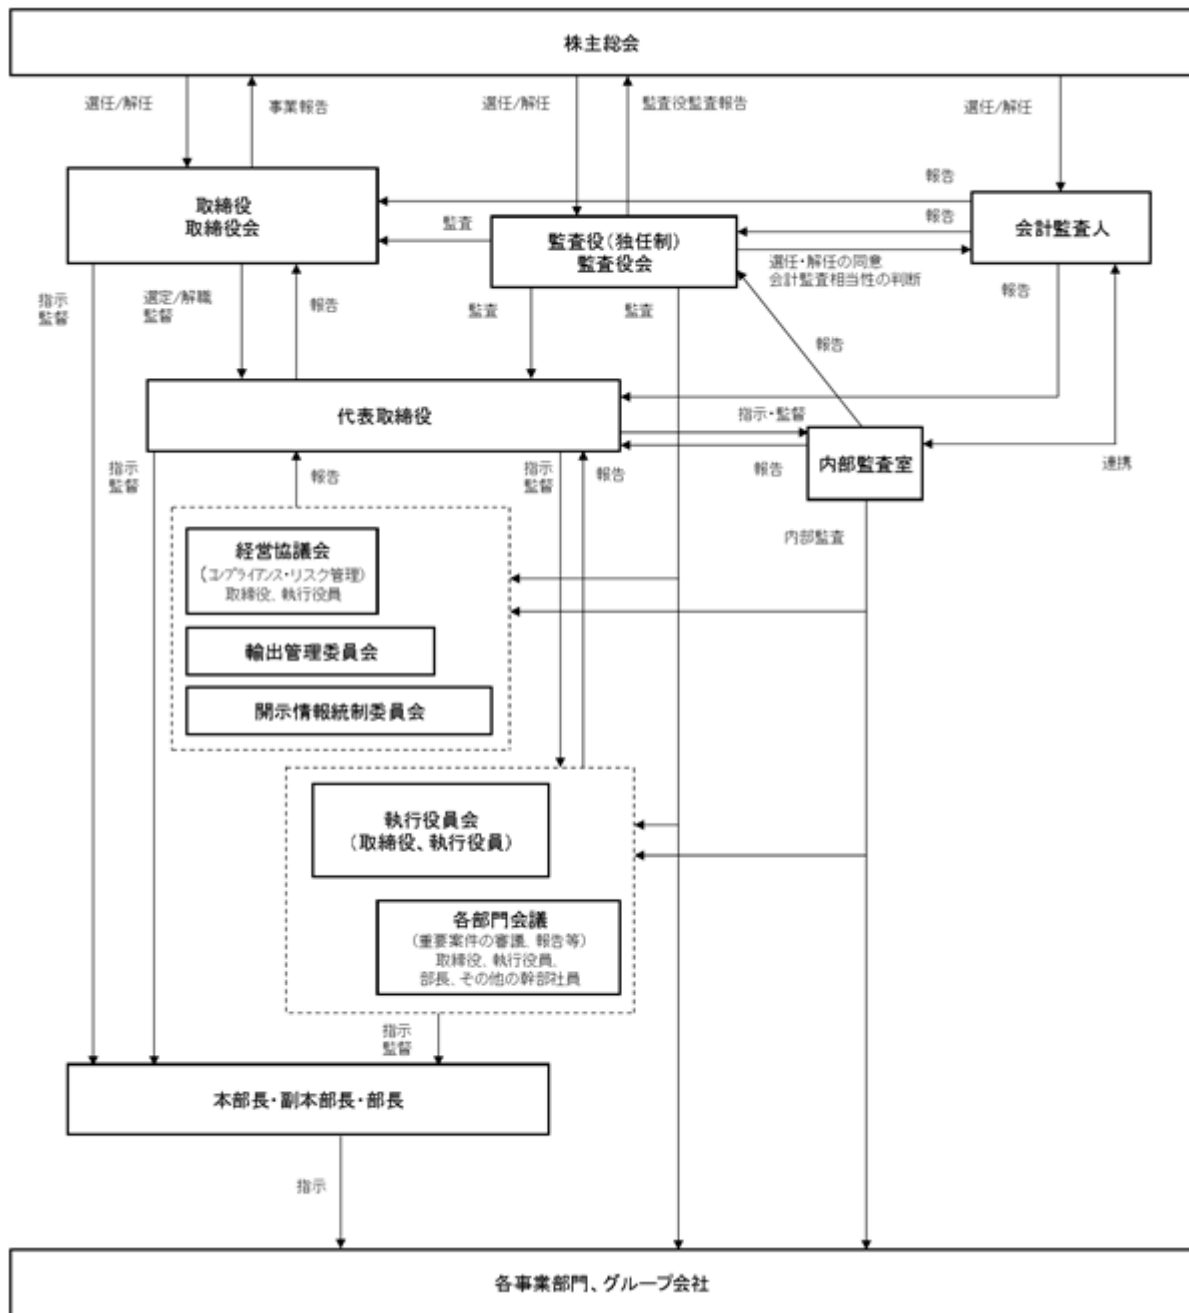 株主総会
選任/解任
事業報告
選任/解任
監査役監査報告
選任/解任
取締役
取締役会
監査
監査役(独任制)
監査役会
報告
報告
会計監査人
選任・解任の同意
会計監査相当性の判断
指示
監督
選定/解職
監督
報告
監査
監査
報告
報告
代表取締役
指示・監督
報告
内部監査室
連携
指示
監督
報告
指示
監督
報告
内部監査
経営協議会
(コンプライアンス・リスク管理)
取締役、執行役員
輸出管理委員会
開示情報統制委員会
執行役員会
(取締役、執行役員)
各部門会議
(重要案件の審議、報告等)
取締役、執行役員、
部長、その他の幹部社員
指示
監督
本部長・副本部長・部長
指示
各事業部門、グループ会社